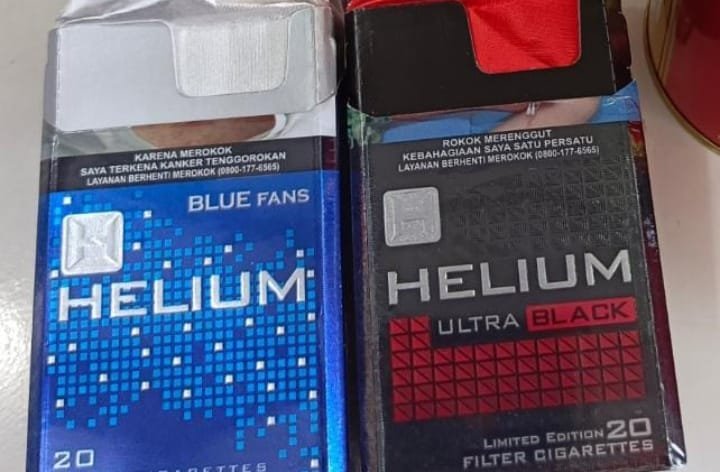 KARENA MEROKOK
SAYA TERKENA KANKER TENGGOROKAN
LAYANAN BERHENTI MEROKOK (0800-177-6565)
BLUE FANS
H
HELIUM
20
CIGARETTES
ROKOK MERENGGUT
KEBAHAGIAAN SAYA SATU PERSATU
LAYANAN BERHENTI MEROKOK (0800-177-6565)
H
HELIUM
ULTRA BLACK
LIMITED EDITION 20
FILTER CIGARETTES